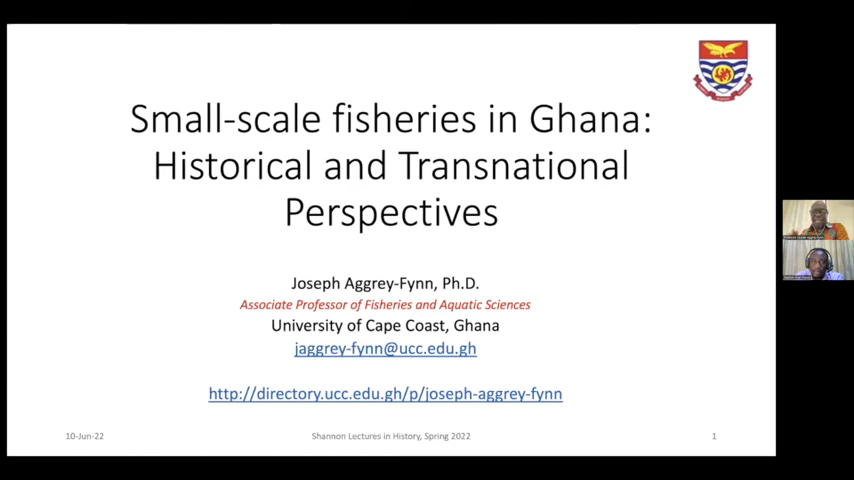 Small-scale fisheries in Ghana:
Historical and Transnational
Perspectives
Joseph Aggrey-Fynn, Ph.D.
Associate Professor of Fisheries and Aquatic Sciences
University of Cape Coast, Ghana
jaggrey-fynn@ucc.edu.gh
http://directory.ucc.edu.gh/p/joseph-aggrey-fynn
10-Jun-22
Shannon Lectures in History, Spring 2022
1